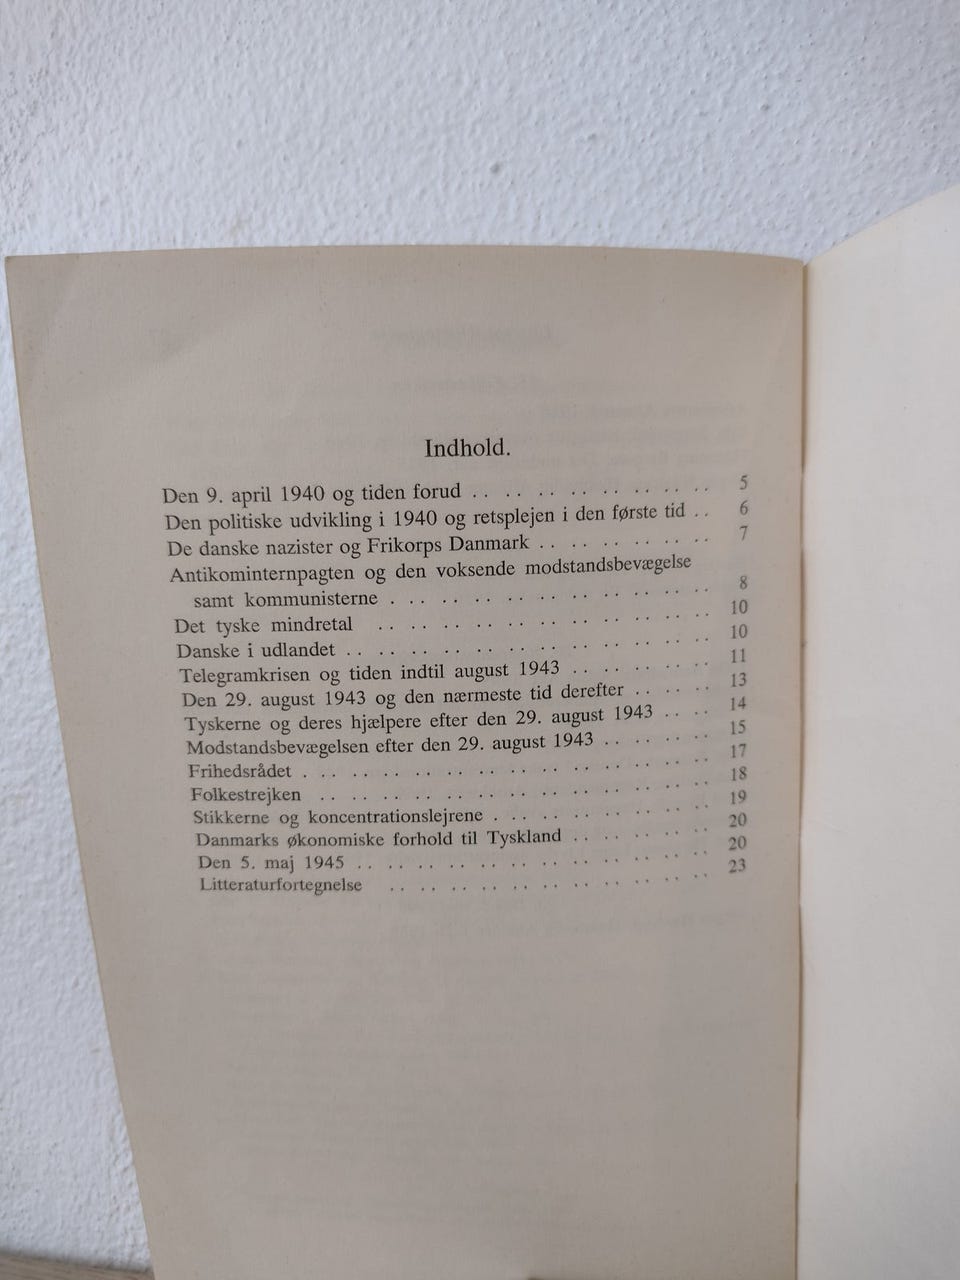 Indhold.
Den 9. april 1940 og tiden forud . . . . . . . . . . . . . 5
Den politiske udvikling i 1940 og retsplejen i den første tid . . 6
De danske nazister og Frikorps Danmark . . . . . . . . . 7
Antikominternpagten og den voksende modstandsbevægelse
samt kommunisterne . . . . . . . . . . . . . . . 8
Det tyske mindretal . . . . . . . . . . . . . . . . 10
Danske i udlandet . . . . . . . . . . . . . . . . . 10
Telegramkrisen og tiden indtil august 1943 . . . . . . . 11
Den 29. august 1943 og den nærmeste tid derefter . . . . . 13
Tyskerne og deres hjælpere efter den 29. august 1943 . . . . 14
Modstandsbevægelsen efter den 29. august 1943 . . . . . . 15
Frihedsrådet . . . . . . . . . . . . . . . . . . . 17
Folkestrejken . . . . . . . . . . . . . . . . . . 18
Stikkerne og koncentrationslejrene . . . . . . . . . . . 19
Danmarks økonomiske forhold til Tyskland . . . . . . . 20
Den 5. maj 1945 . . . . . . . . . . . . . . . . . 20
Litteraturfortegnelse . . . . . . . . . . . . . . . 23